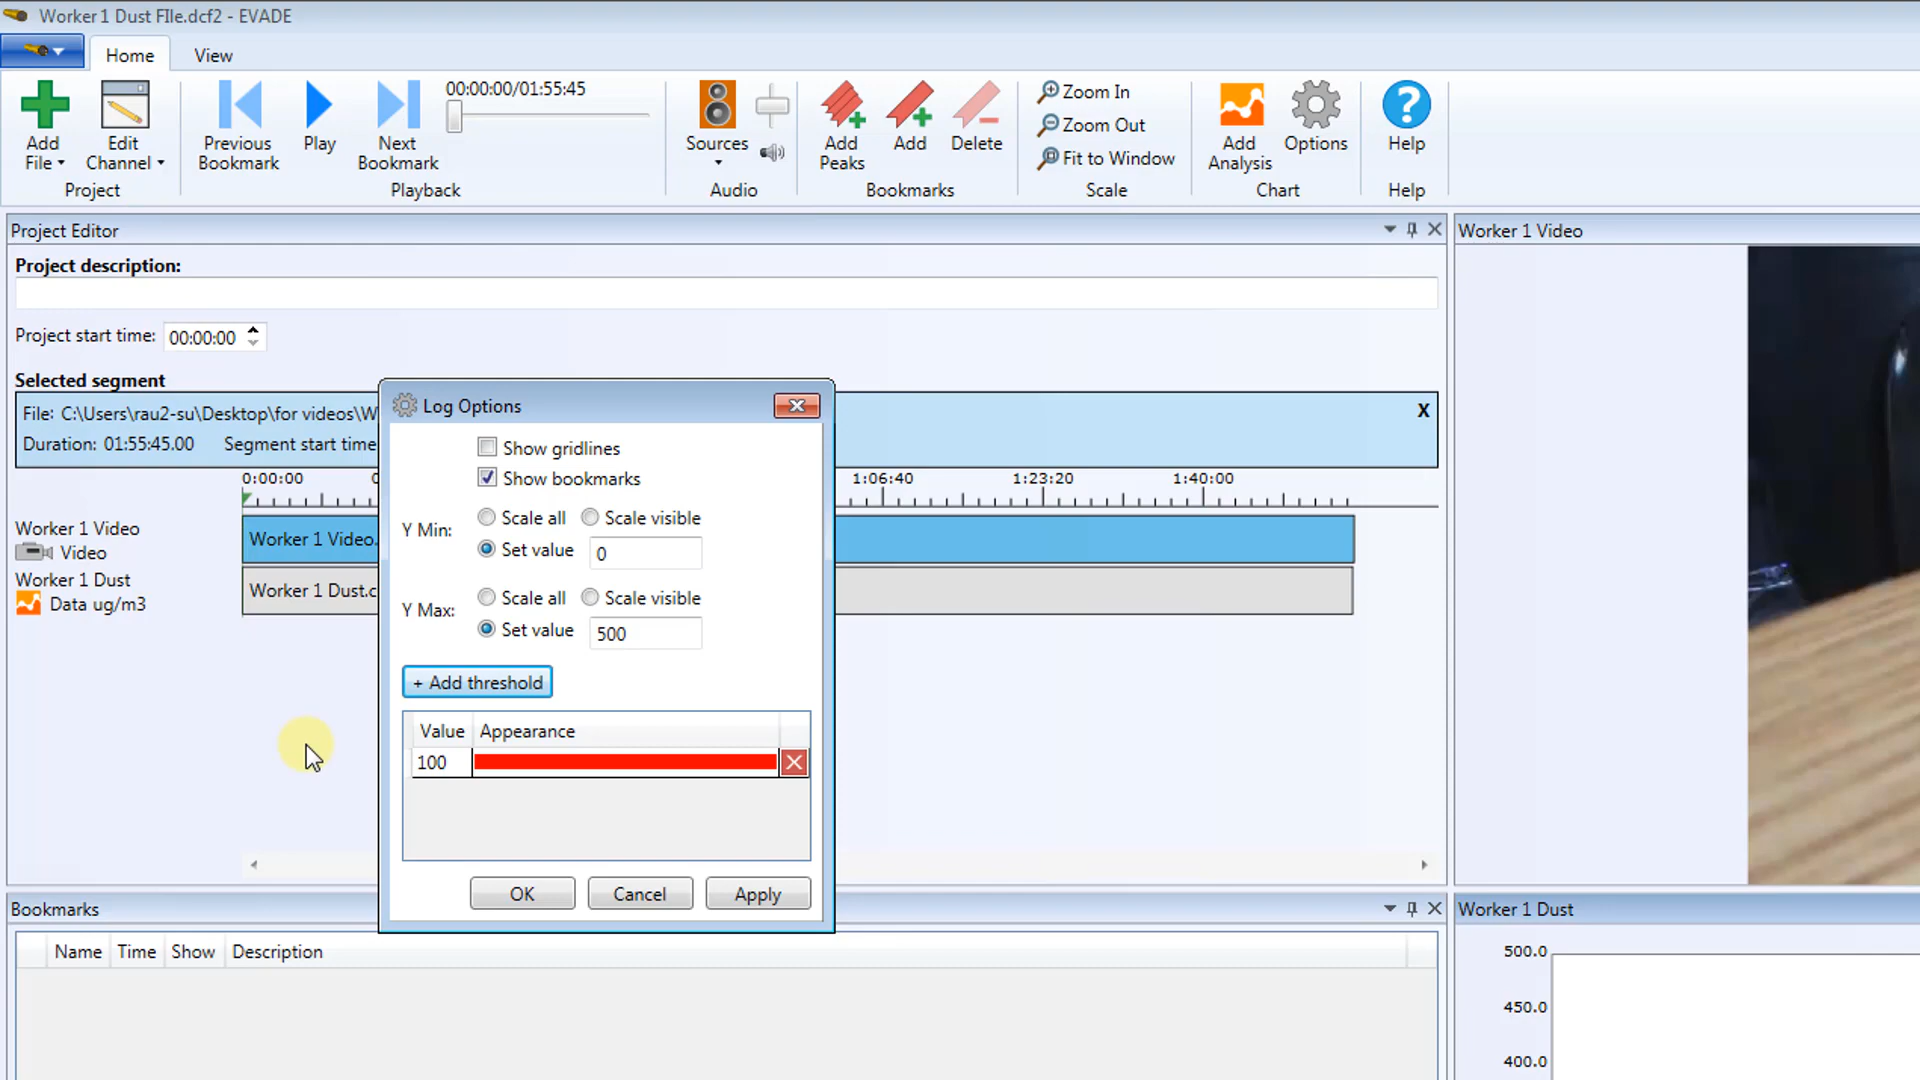 Worker 1 Dust FIle.dcf2 - EVADE
Home View
Add File
Edit Channel
Project
Previous Bookmark
Play
Next Bookmark
00:00:00/01:55:45
Playback
Sources
Audio
Add Peaks
Add
Delete
Bookmarks
Zoom In
Zoom Out
Fit to Window
Scale
Add Analysis
Options
Chart
Help
Help
Project Editor
Project description:
Project start time: 00:00:00
Selected segment
File: C:\Users\rau2-su\Desktop\for videos\W
X
Duration: 01:55:45.00 Segment start time
0:00:00 1:06:40 1:23:20 1:40:00
Worker 1 Video
Video
Worker 1 Video.
Worker 1 Dust
Data ug/m3
Worker 1 Dust.c
Log Options
Show gridlines
Show bookmarks
Y Min:
Scale all Scale visible
Set value 0
Y Max:
Scale all Scale visible
Set value 500
+ Add threshold
Value Appearance
100
OK Cancel Apply
Bookmarks
Name Time Show Description
Worker 1 Video
Worker 1 Dust
500.0
450.0
400.0